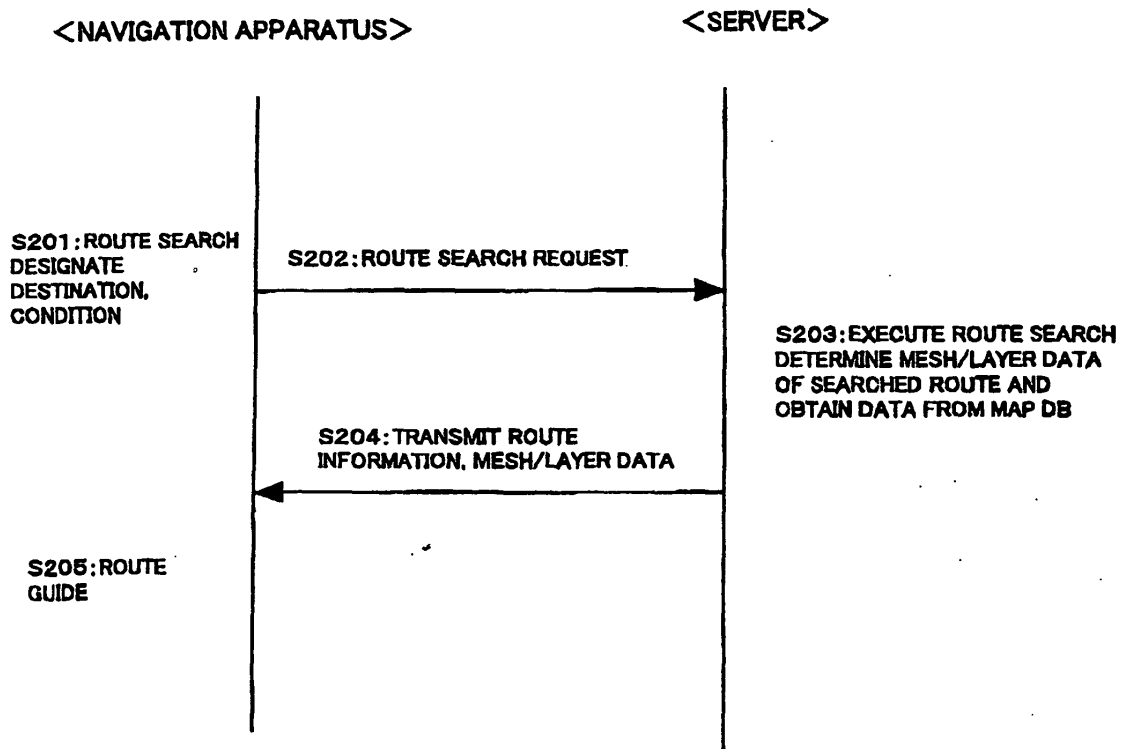 <NAVIGATION APPARATUS>
<SERVER>
S201:ROUTE SEARCH
DESIGNATE
DESTINATION,
CONDITION
S202:ROUTE SEARCH REQUEST
S203:EXECUTE ROUTE SEARCH
DETERMINE MESH/LAYER DATA
OF SEARCHED ROUTE AND
OBTAIN DATA FROM MAP DB
S204:TRANSMIT ROUTE
INFORMATION, MESH/LAYER DATA
S205:ROUTE
GUIDE